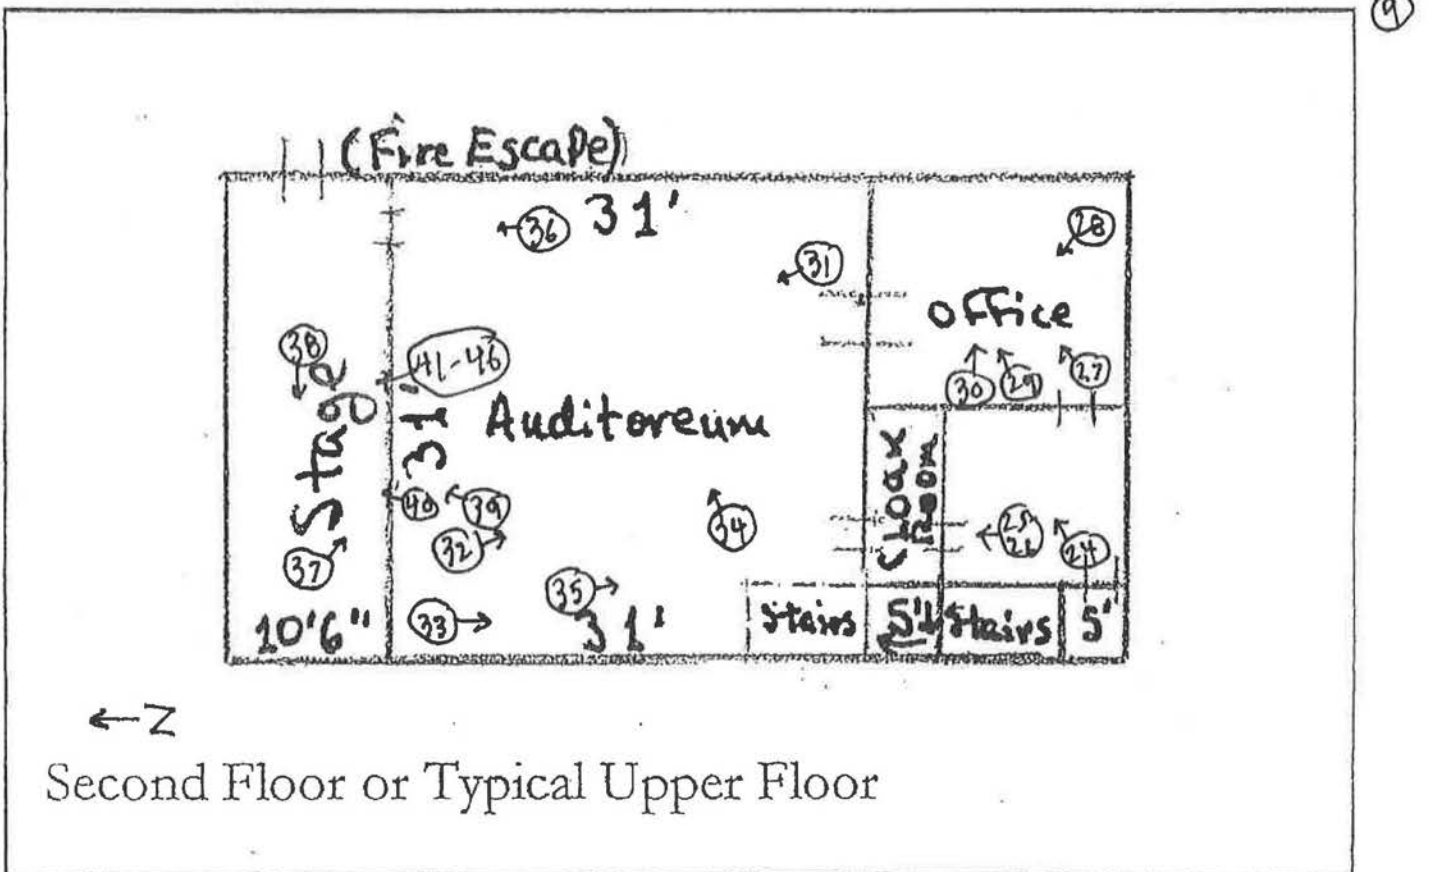 9
(Fire Escape)
36
31'
28
31
office
38
41-46
30
29
27
Stage
31'
Auditoreum
Cloak
Room
40
39
34
25
26
24
32
37
35
10'6"
33
31'
Stairs
5'
Stairs
5'
←Z
Second Floor or Typical Upper Floor